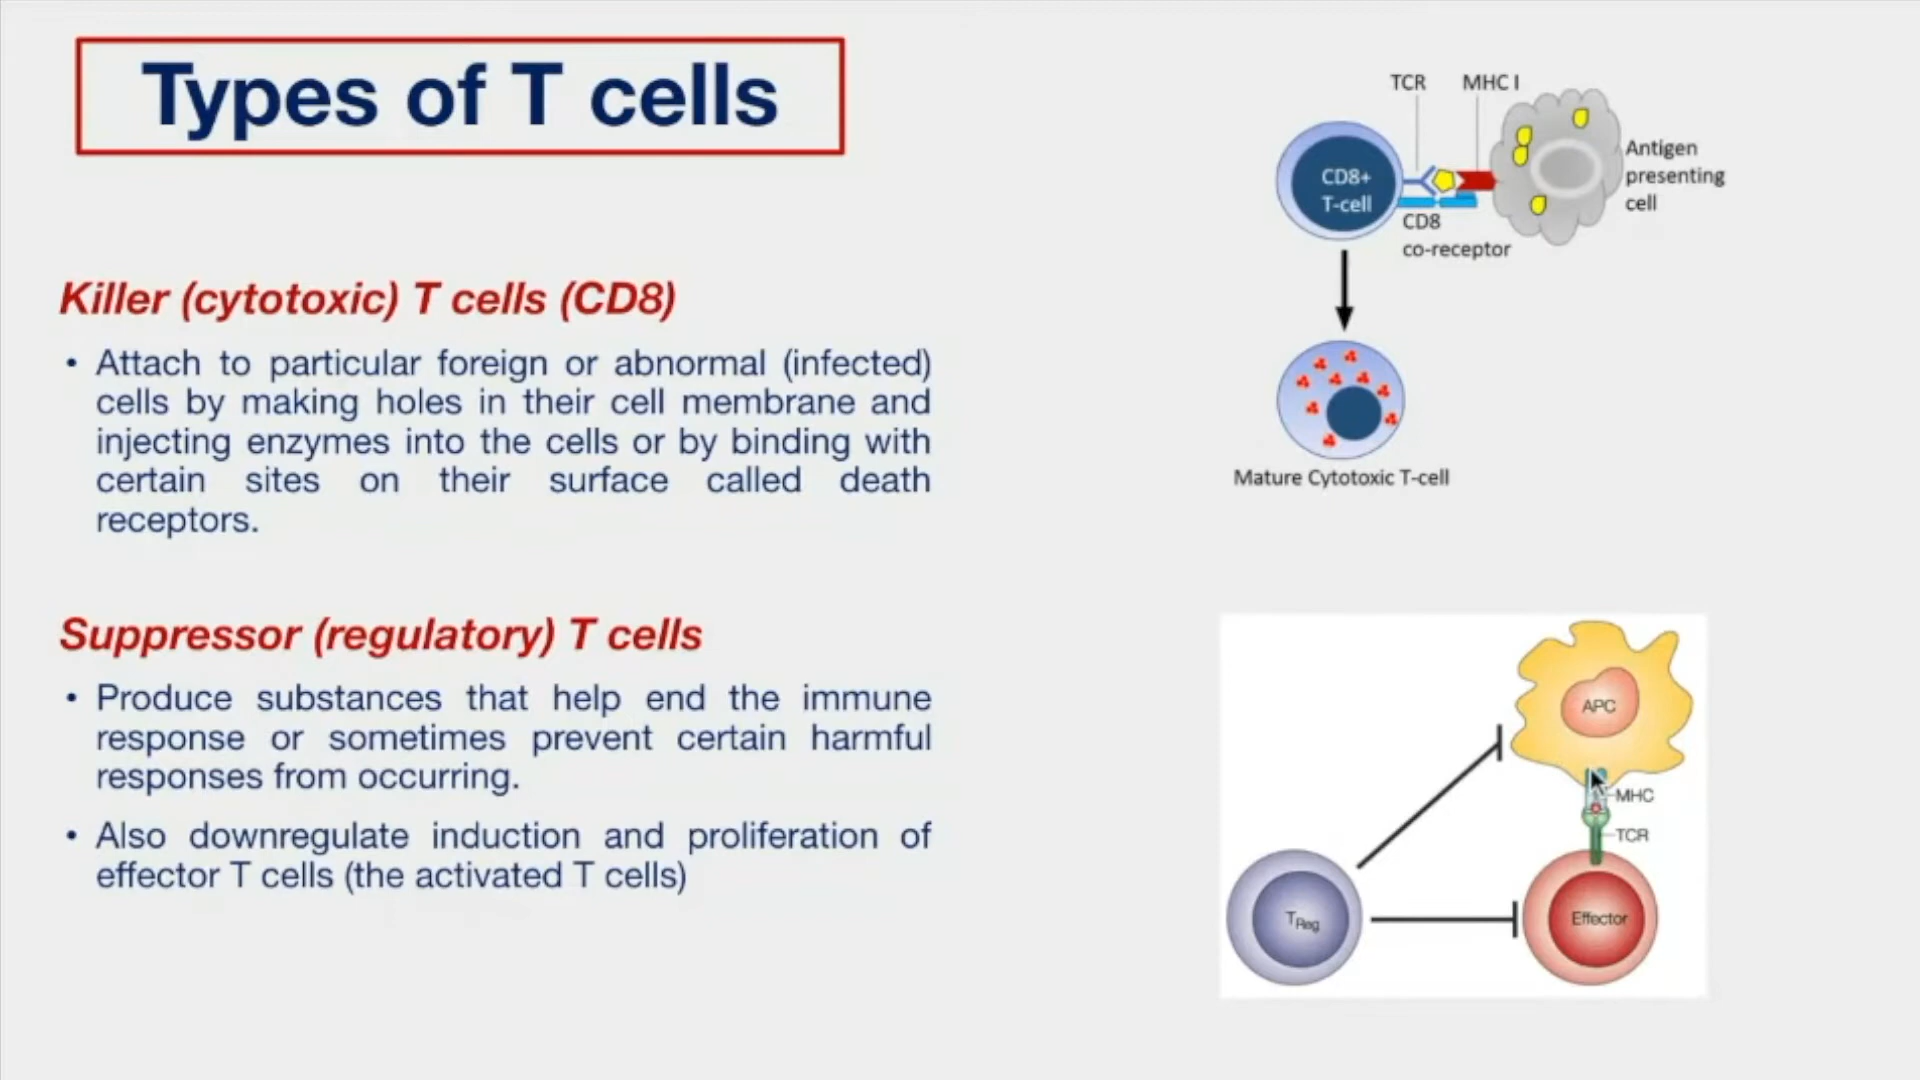 Types of T cells
Killer (cytotoxic) T cells (CD8)
• Attach to particular foreign or abnormal (infected)
cells by making holes in their cell membrane and
injecting enzymes into the cells or by binding with
certain sites on their surface called death
receptors.
Suppressor (regulatory) T cells
• Produce substances that help end the immune
response or sometimes prevent certain harmful
responses from occurring.
• Also downregulate induction and proliferation of
effector T cells (the activated T cells)
TCR
MHC I
CD8+
T-cell
Antigen
presenting
cell
CD8
co-receptor
Mature Cytotoxic T-cell
APC
MHC
TCR
TReg
Effector